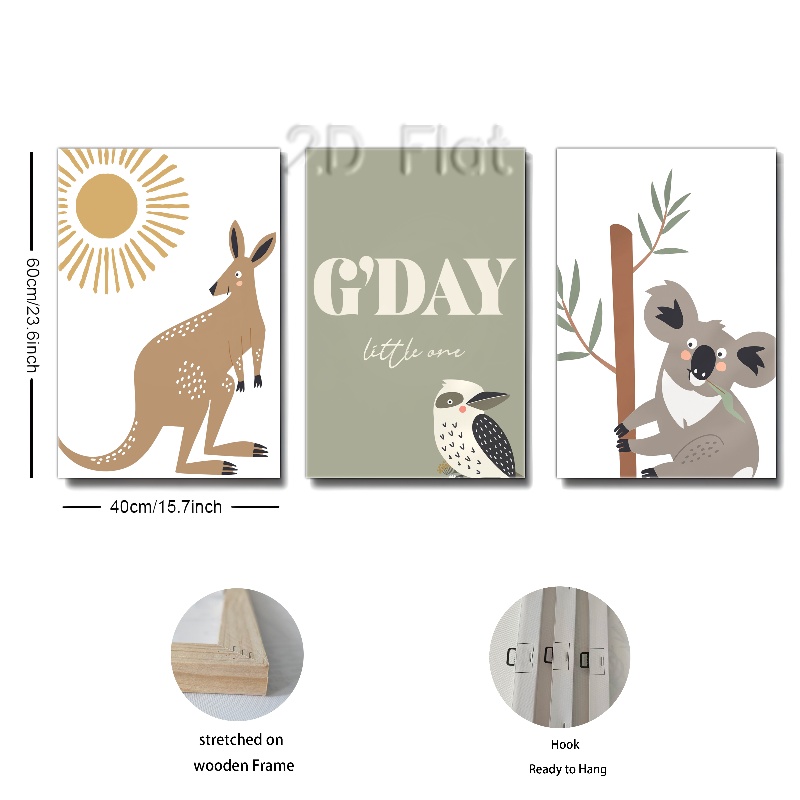 2D Flat
60cm/23.6inch
G'DAY
little one
40cm/15.7inch
stretched on
wooden Frame
Hook
Ready to Hang